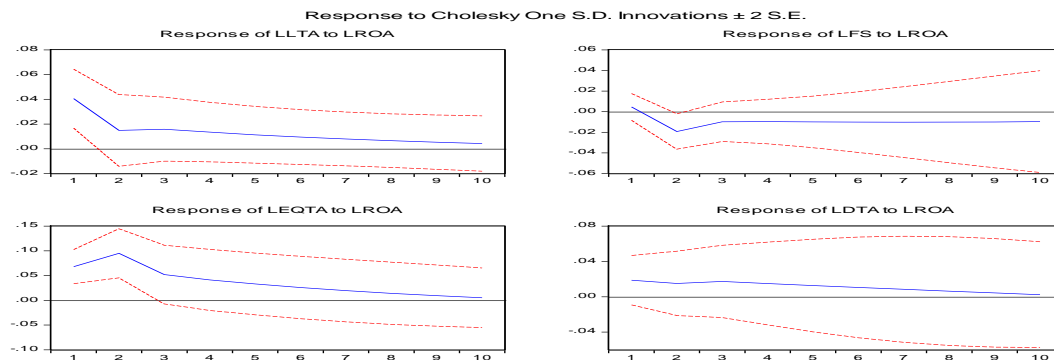 Response to Cholesky One S.D. Innovations ± 2 S.E.
Response of LLTA to LROA
.08
.06
.04
.02
.00
-.02
1 2 3 4 5 6 7 8 9 10
Response of LFS to LROA
.06
.04
.02
.00
-.02
-.04
-.06
1 2 3 4 5 6 7 8 9 10
Response of LEQTA to LROA
.15
.10
.05
.00
-.05
-.10
1 2 3 4 5 6 7 8 9 10
Response of LDTA to LROA
.08
.04
.00
-.04
1 2 3 4 5 6 7 8 9 10